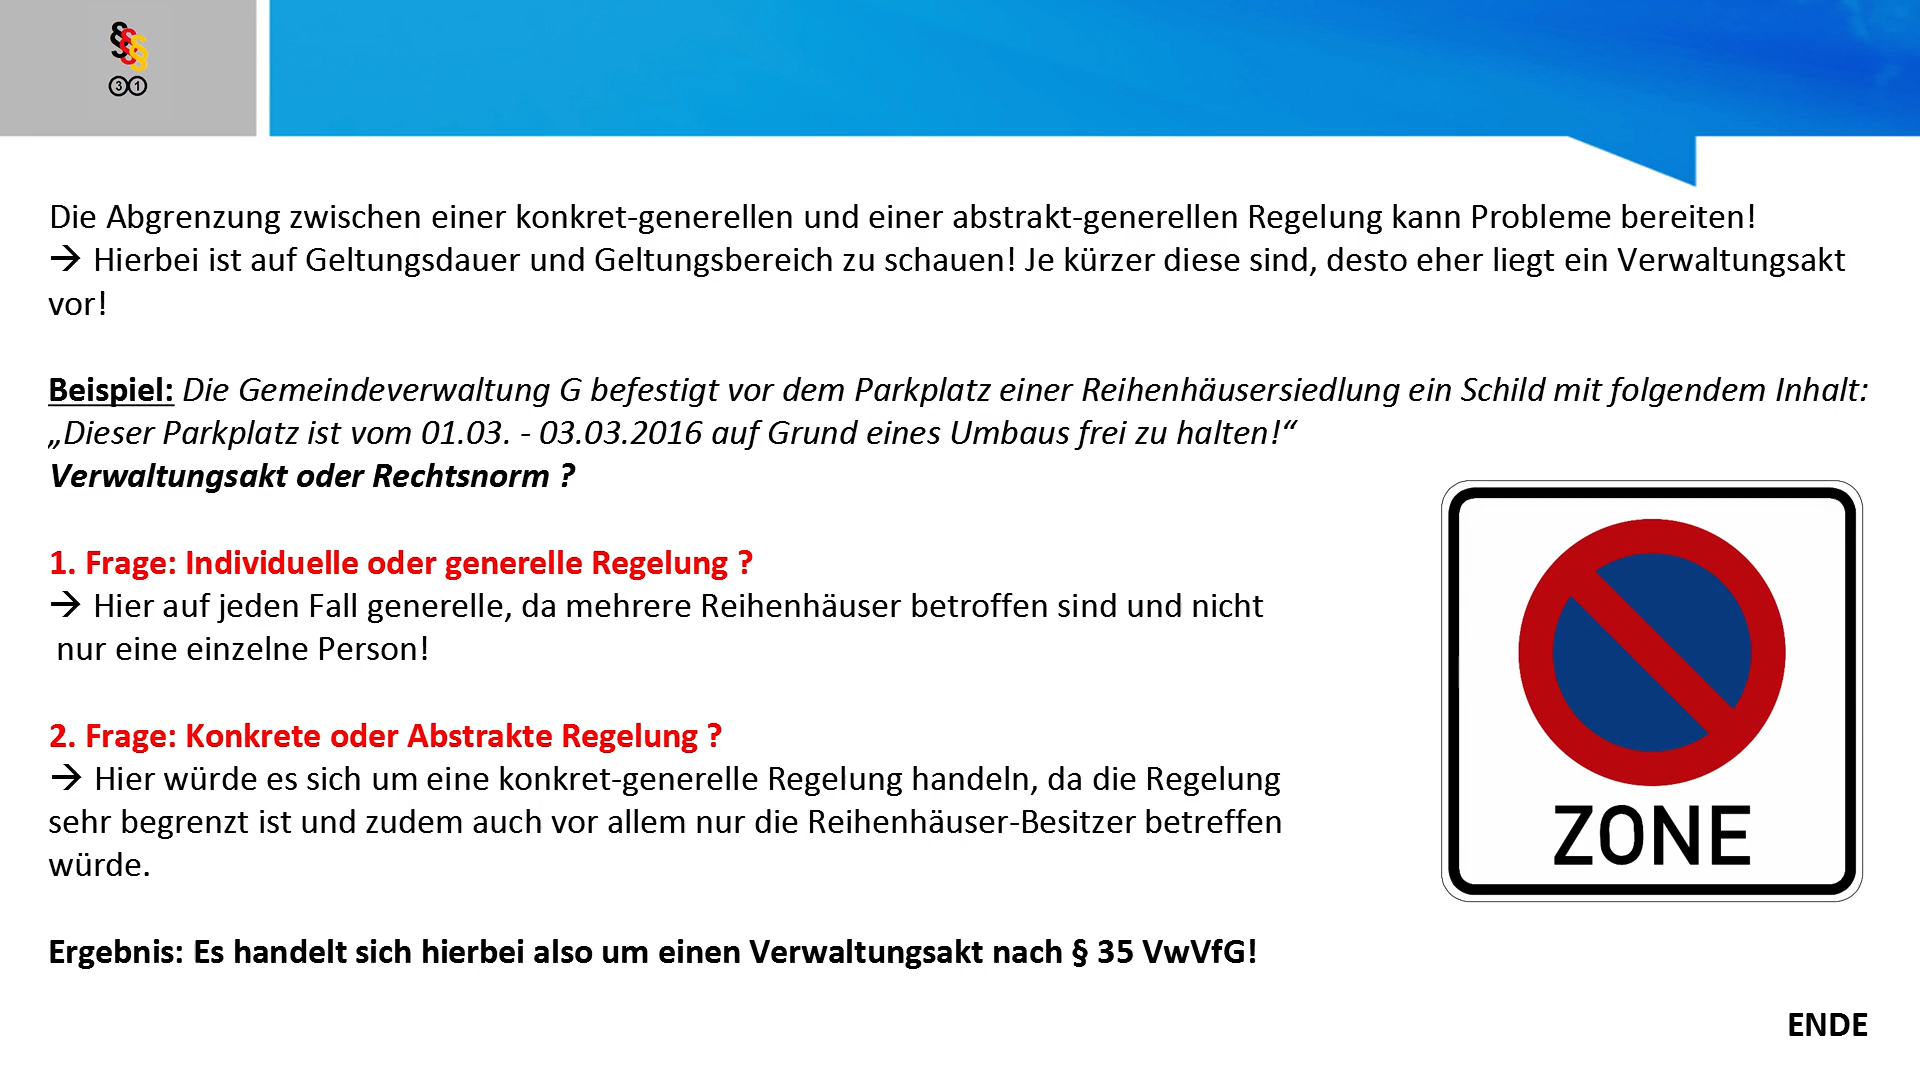 §§§
31
Die Abgrenzung zwischen einer konkret-generellen und einer abstrakt-generellen Regelung kann Probleme bereiten!
→ Hierbei ist auf Geltungsdauer und Geltungsbereich zu schauen! Je kürzer diese sind, desto eher liegt ein Verwaltungsakt
vor!
Beispiel: Die Gemeindeverwaltung G befestigt vor dem Parkplatz einer Reihenhäusersiedlung ein Schild mit folgendem Inhalt:
„Dieser Parkplatz ist vom 01.03. - 03.03.2016 auf Grund eines Umbaus frei zu halten!“
Verwaltungsakt oder Rechtsnorm ?
1. Frage: Individuelle oder generelle Regelung ?
→ Hier auf jeden Fall generelle, da mehrere Reihenhäuser betroffen sind und nicht
nur eine einzelne Person!
2. Frage: Konkrete oder Abstrakte Regelung ?
→ Hier würde es sich um eine konkret-generelle Regelung handeln, da die Regelung
sehr begrenzt ist und zudem auch vor allem nur die Reihenhäuser-Besitzer betreffen
würde.
ZONE
Ergebnis: Es handelt sich hierbei also um einen Verwaltungsakt nach § 35 VwVfG!
ENDE